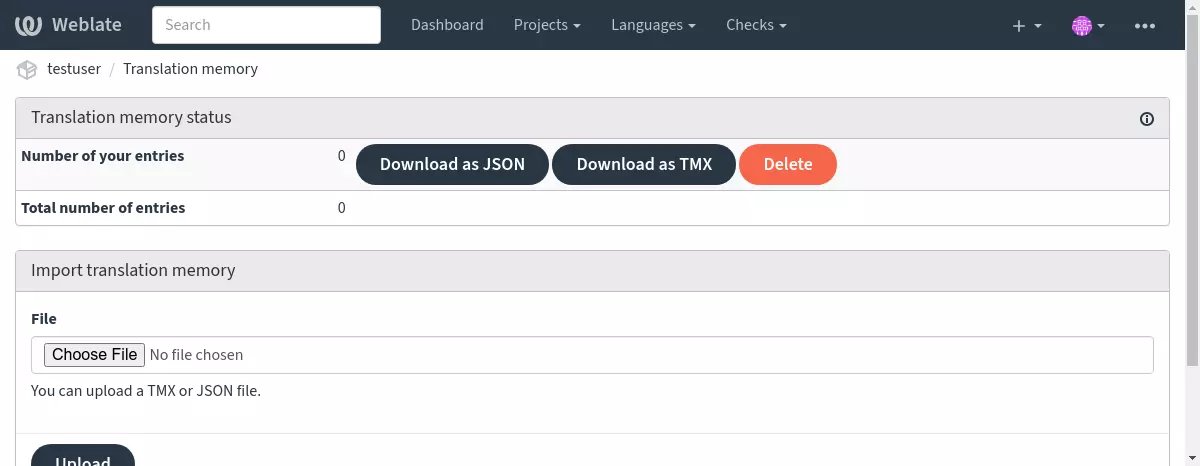 Weblate Search Dashboard Projects Languages Checks
testuser / Translation memory
Translation memory status
Number of your entries 0 Download as JSON Download as TMX Delete
Total number of entries 0
Import translation memory
File
Choose File No file chosen
You can upload a TMX or JSON file.
Upload